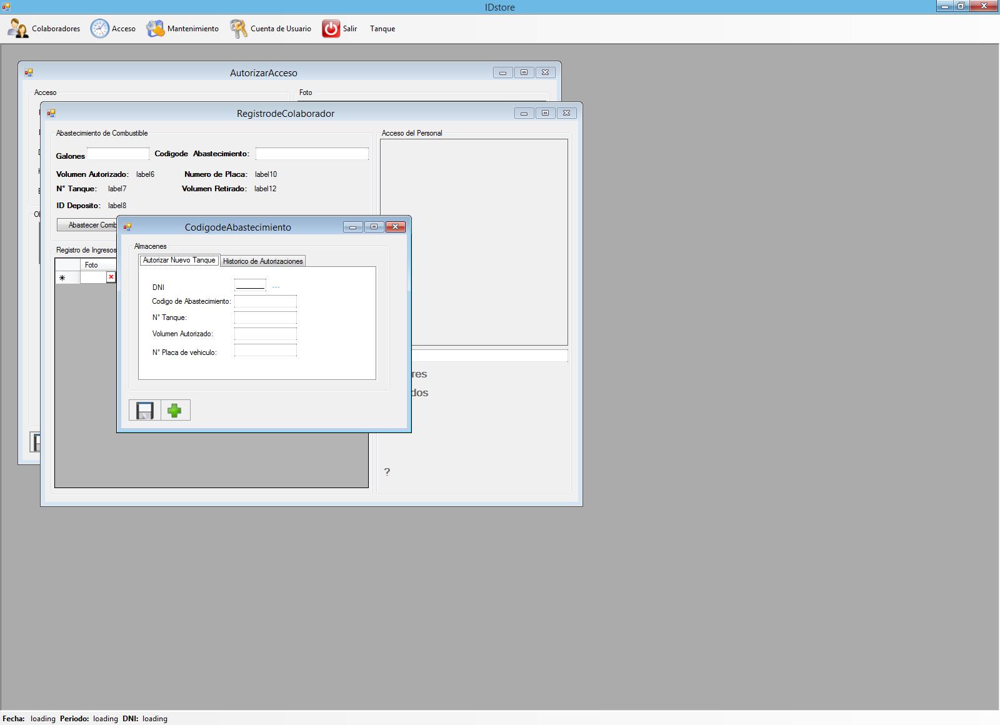 IDstore
Colaboradores Acceso Mantenimiento Cuenta de Usuario Salir Tanque
AutorizarAcceso
Acceso Foto
RegistrodeColaborador
Abastecimiento de Combustible Acceso del Personal
Galones Codigode Abastecimiento:
Volumen Autorizado: label6 Numero de Placa: label10
N° Tanque: label7 Volumen Retirado: label12
ID Deposito: label8
Abastecer Comb
CodigodeAbastecimiento
Almacenes
Registro de Ingresos
Autorizar Nuevo Tanque Historico de Autorizaciones
Foto
DNI ---
Codigo de Abastecimiento:
N° Tanque:
Volumen Autorizado:
N° Placa de vehiculo:
res
dos
?
Fecha: loading Periodo: loading DNI: loading